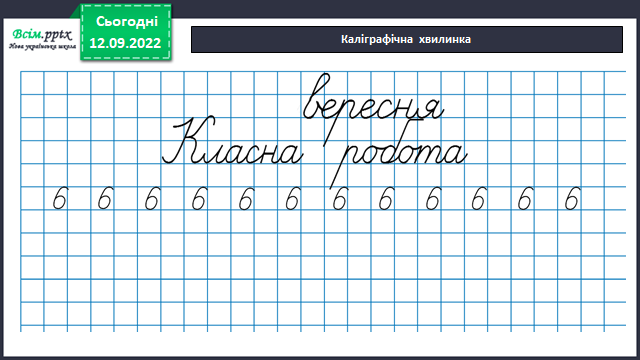 Всім.pptx
Нова українська школа
Сьогодні
12.09.2022
Каліграфічна хвилинка
вересня
Класна робота
6 6 6 6 6 6 6 6 6 6 6 6